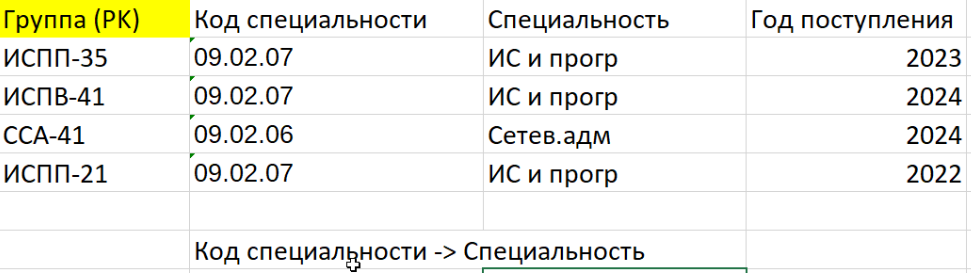 Группа (PK) Код специальности Специальность Год поступления
ИСПП-35 09.02.07 ИС и прогр 2023
ИСПВ-41 09.02.07 ИС и прогр 2024
ССА-41 09.02.06 Сетев.адм 2024
ИСПП-21 09.02.07 ИС и прогр 2022
Код специальности -> Специальность